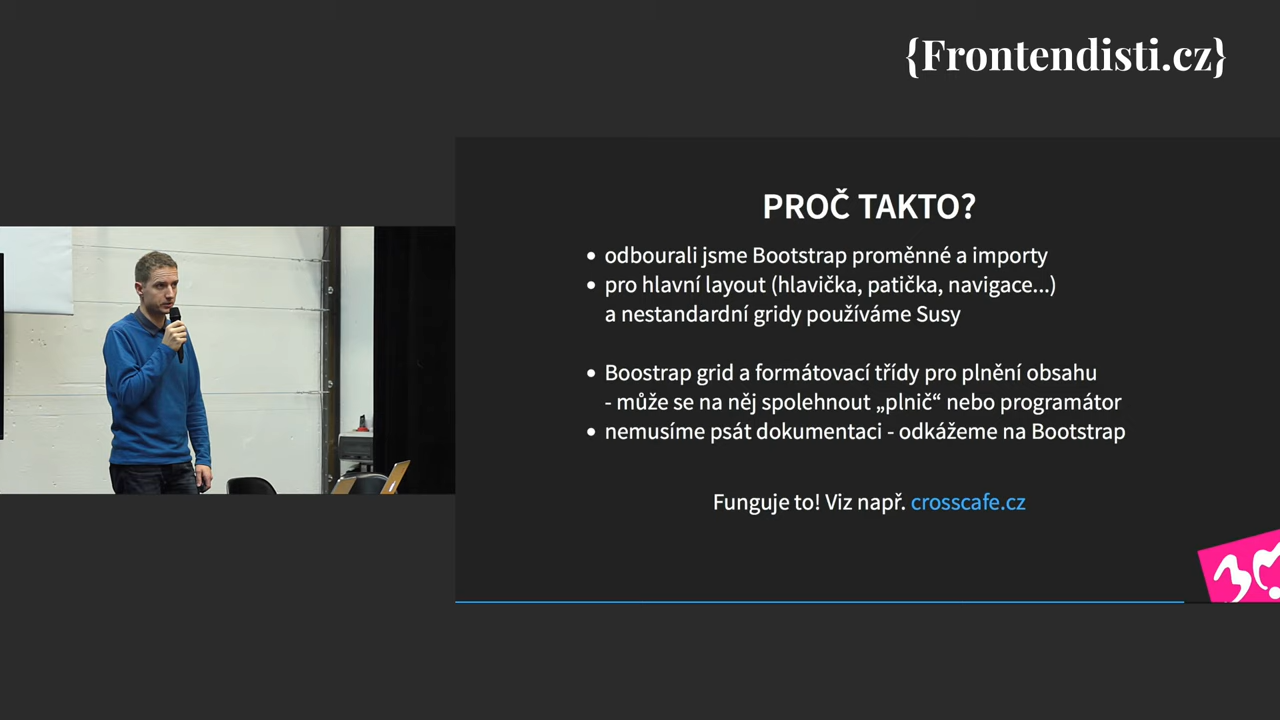 {Frontendisti.cz}
PROČ TAKTO?
• odbourali jsme Bootstrap proměnné a importy
• pro hlavní layout (hlavička, patička, navigace...)
a nestandardní gridy používáme Susy
• Boostrap grid a formátovací třídy pro plnění obsahu
- může se na něj spolehnout „plnič“ nebo programátor
• nemusíme psát dokumentaci - odkážeme na Bootstrap
Funguje to! Viz např. crosscafe.cz